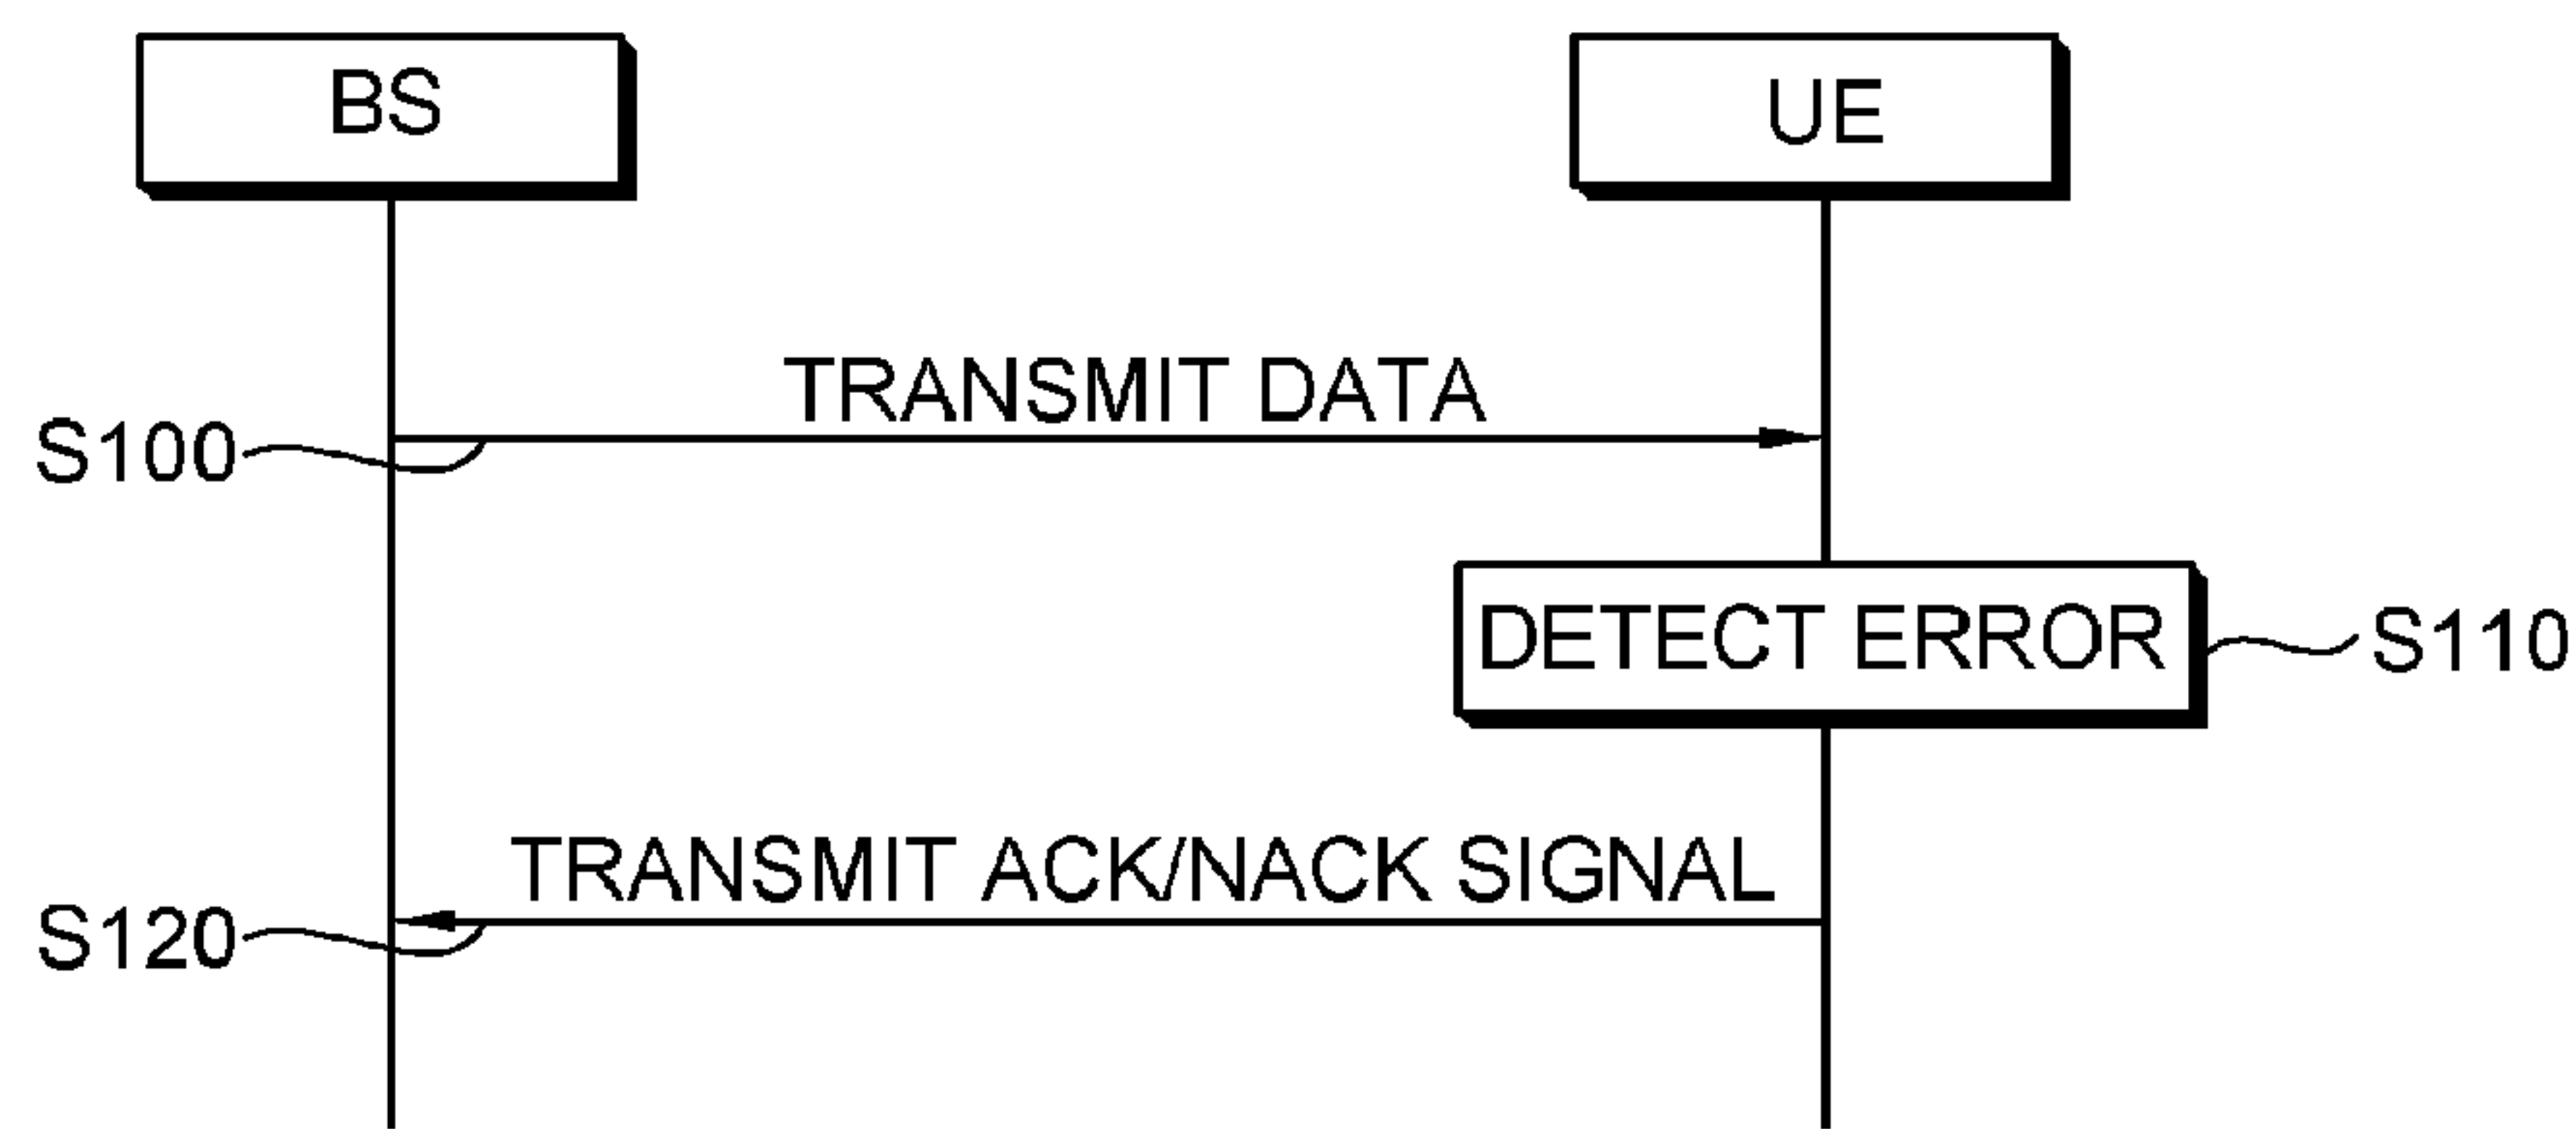 BS
UE
TRANSMIT DATA
S100
DETECT ERROR
S110
TRANSMIT ACK/NACK SIGNAL
S120